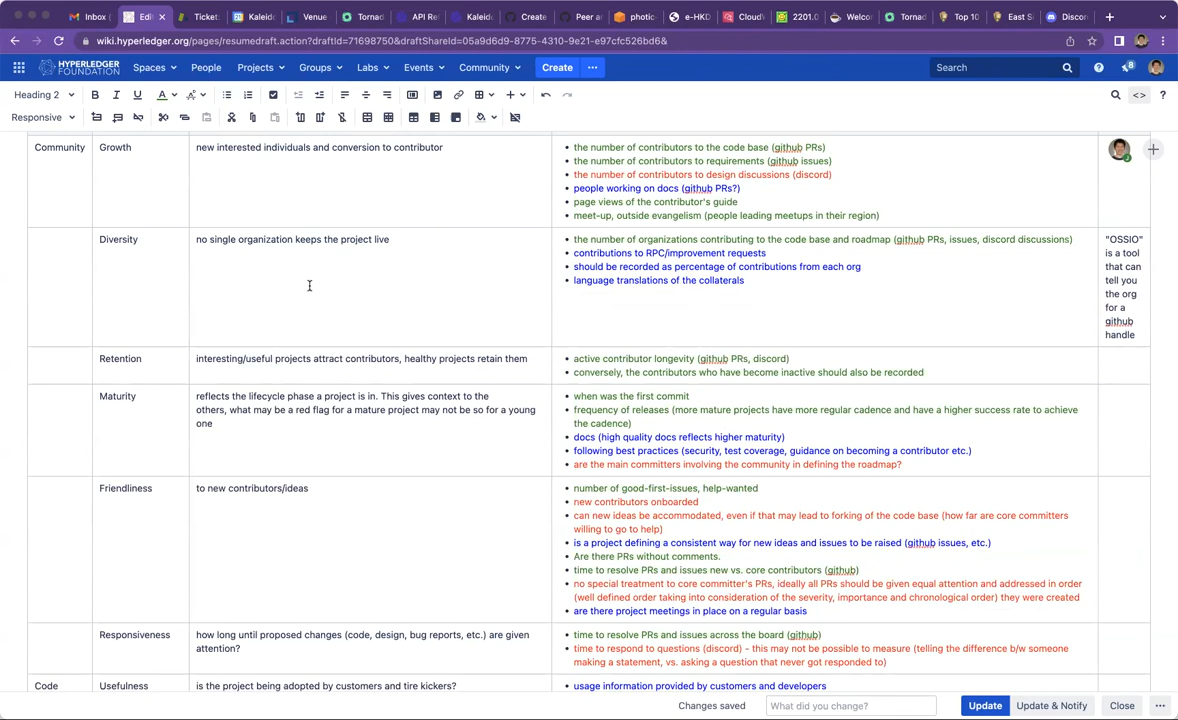 Inbox (
Edi
Ticket
Kaleid
Venue
Tornad
API Re
Kaleid
Create
Peer a
photic
e-HKD
CloudV
2201.0
Welco
Tornad
Top 10
East S
Discor
wiki.hyperledger.org/pages/resumedraft.action?draftId=71698750&draftShareId=05a9d6d9-8775-4310-9e21-e97cfc526bd6&
HYPERLEDGER FOUNDATION
Spaces People Projects Groups Labs Events Community Create ... Search 8
Heading 2 B I U A
Responsive
Community Growth new interested individuals and conversion to contributor
the number of contributors to the code base (github PRs)
the number of contributors to requirements (github issues)
the number of contributors to design discussions (discord)
people working on docs (github PRs?)
page views of the contributor's guide
meet-up, outside evangelism (people leading meetups in their region)
Diversity no single organization keeps the project live
the number of organizations contributing to the code base and roadmap (github PRs, issues, discord discussions)
contributions to RPC/improvement requests
should be recorded as percentage of contributions from each org
language translations of the collaterals
"OSSIO"
is a tool
that can
tell you
the org
for a
github
handle
Retention interesting/useful projects attract contributors, healthy projects retain them
active contributor longevity (github PRs, discord)
conversely, the contributors who have become inactive should also be recorded
Maturity reflects the lifecycle phase a project is in. This gives context to the
others, what may be a red flag for a mature project may not be so for a young
one
when was the first commit
frequency of releases (more mature projects have more regular cadence and have a higher success rate to achieve
the cadence)
docs (high quality docs reflects higher maturity)
following best practices (security, test coverage, guidance on becoming a contributor etc.)
are the main committers involving the community in defining the roadmap?
Friendliness to new contributors/ideas
number of good-first-issues, help-wanted
new contributors onboarded
can new ideas be accommodated, even if that may lead to forking of the code base (how far are core committers
willing to go to help)
is a project defining a consistent way for new ideas and issues to be raised (github issues, etc.)
Are there PRs without comments.
time to resolve PRs and issues new vs. core contributors (github)
no special treatment to core committer's PRs, ideally all PRs should be given equal attention and addressed in order
(well defined order taking into consideration of the severity, importance and chronological order) they were created
are there project meetings in place on a regular basis
Responsiveness how long until proposed changes (code, design, bug reports, etc.) are given
attention?
time to resolve PRs and issues across the board (github)
time to respond to questions (discord) - this may not be possible to measure (telling the difference b/w someone
making a statement, vs. asking a question that never got responded to)
Code Usefulness is the project being adopted by customers and tire kickers?
usage information provided by customers and developers
Changes saved What did you change? Update Update & Notify Close ...